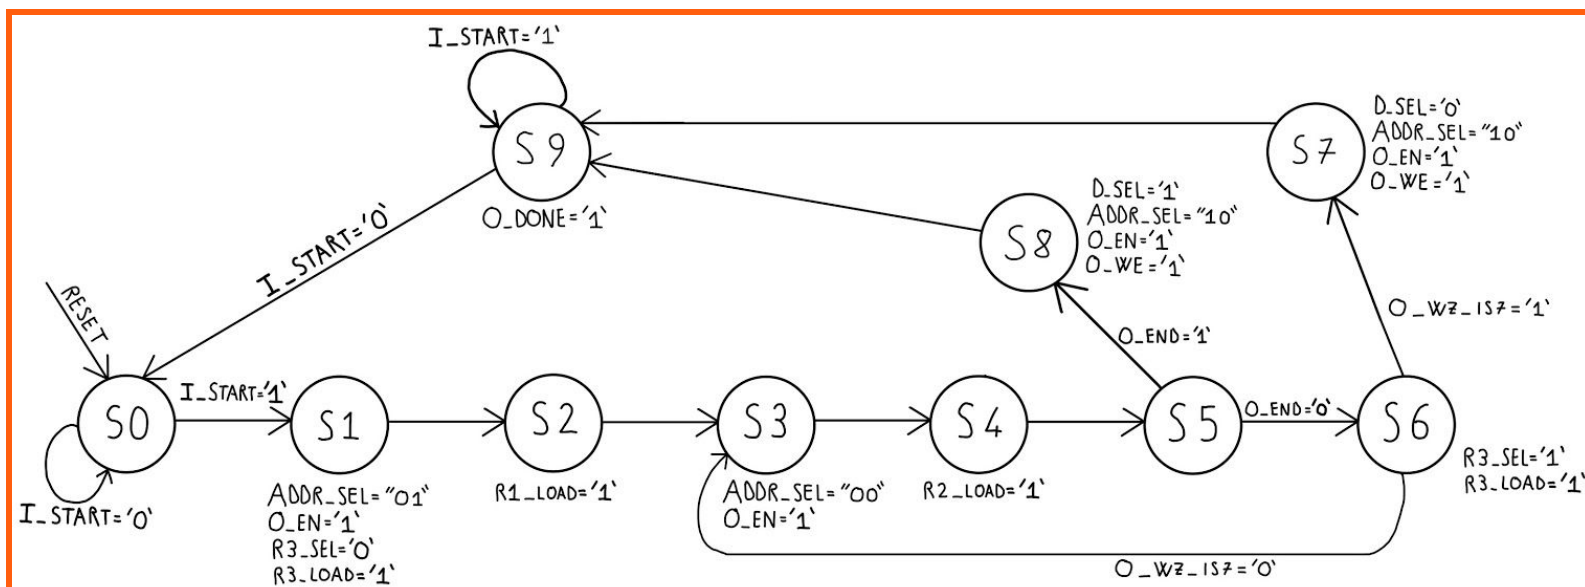 I_START='1'
S9
O_DONE='1'
S7
D_SEL='0'
ADDR_SEL="10"
O_EN='1'
O_WE='1'
S8
D_SEL='1'
ADDR_SEL="10"
O_EN='1'
O_WE='1'
I_START='0'
RESET
O_WZ_IS7='1'
O_END='1'
S0
I_START='1'
S1
S2
S3
S4
S5
O_END='0'
S6
I_START='0'
ADDR_SEL="01"
O_EN='1'
R3_SEL='0'
R3_LOAD='1'
R1_LOAD='1'
ADDR_SEL="00"
O_EN='1'
R2_LOAD='1'
R3_SEL='1'
R3_LOAD='1'
O_WZ_IS7='0'